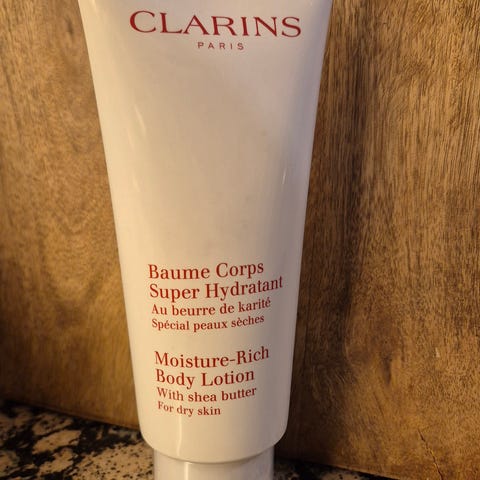 CLARINS
PARIS
Baume Corps
Super Hydratant
Au beurre de karité
Spécial peaux sèches
Moisture-Rich
Body Lotion
With shea butter
For dry skin